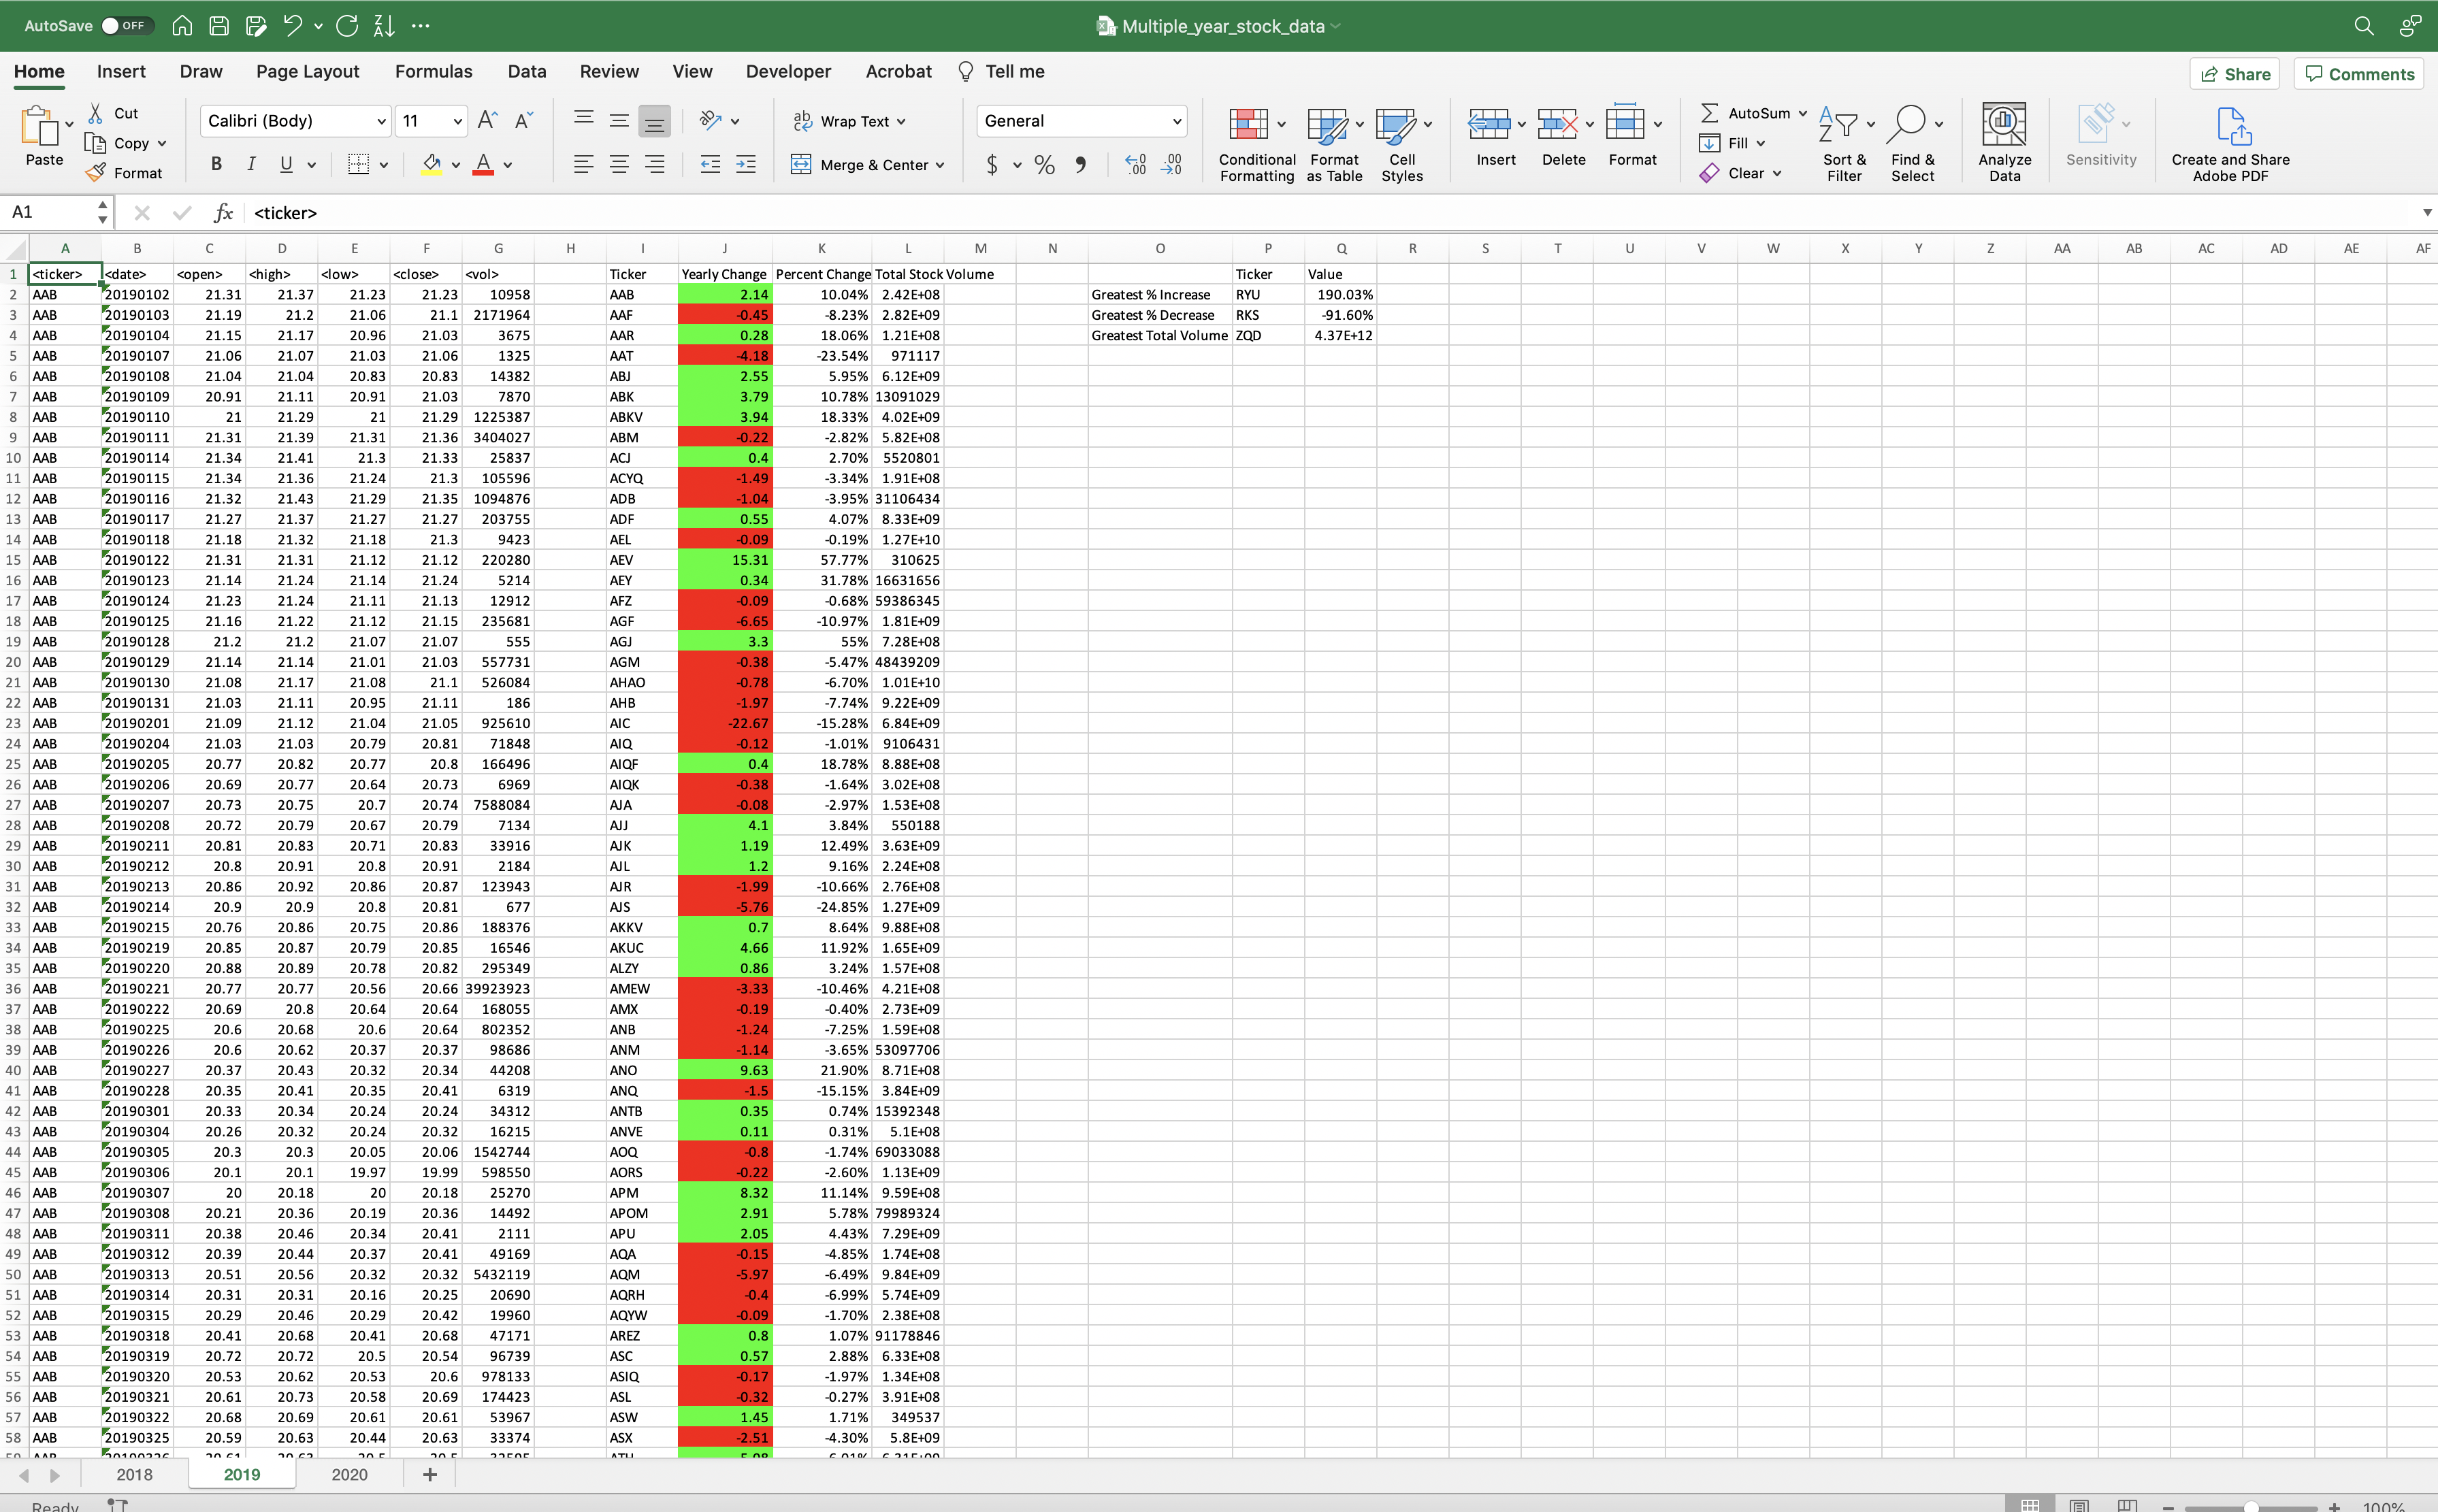 AutoSave OFF Multiple_year_stock_data
Home Insert Draw Page Layout Formulas Data Review View Developer Acrobat Tell me Share Comments
Paste Cut Copy Format Calibri (Body) 11 Wrap Text Merge & Center General Conditional Formatting Format as Table Cell Styles Insert Delete Format AutoSum Fill Clear Sort & Filter Find & Select Analyze Data Sensitivity Create and Share Adobe PDF
A1 fx <ticker>
A B C D E F G H I J K L M N O P Q R S T U V W X Y Z AA AB AC AD AE AF
1 <ticker> <date> <open> <high> <low> <close> <vol> Ticker Yearly Change Percent Change Total Stock Volume Ticker Value
2 AAB 20190102 21.31 21.37 21.23 21.23 10958 AAB 2.14 10.04% 2.42E+08 Greatest % Increase RYU 190.03%
3 AAB 20190103 21.19 21.2 21.06 21.1 2171964 AAF -0.45 -8.23% 2.82E+09 Greatest % Decrease RKS -91.60%
4 AAB 20190104 21.15 21.17 20.96 21.03 3675 AAR 0.28 18.06% 1.21E+08 Greatest Total Volume ZQD 4.37E+12
5 AAB 20190107 21.06 21.07 21.03 21.06 1325 AAT -4.18 -23.54% 971117
6 AAB 20190108 21.04 21.04 20.83 20.83 14382 ABJ 2.55 5.95% 6.12E+09
7 AAB 20190109 20.91 21.11 20.91 21.03 7870 ABK 3.79 10.78% 13091029
8 AAB 20190110 21 21.29 21 21.29 1225387 ABKV 3.94 18.33% 4.02E+09
9 AAB 20190111 21.31 21.39 21.31 21.36 3404027 ABM -0.22 -2.82% 5.82E+08
10 AAB 20190114 21.34 21.41 21.3 21.33 25837 ACJ 0.4 2.70% 5520801
11 AAB 20190115 21.34 21.36 21.24 21.3 105596 ACYQ -1.49 -3.34% 1.91E+08
12 AAB 20190116 21.32 21.43 21.29 21.35 1094876 ADB -1.04 -3.95% 31106434
13 AAB 20190117 21.27 21.37 21.27 21.27 203755 ADF 0.55 4.07% 8.33E+09
14 AAB 20190118 21.18 21.32 21.18 21.3 9423 AEL -0.09 -0.19% 1.27E+10
15 AAB 20190122 21.31 21.31 21.12 21.12 220280 AEV 15.31 57.77% 310625
16 AAB 20190123 21.14 21.24 21.14 21.24 5214 AEY 0.34 31.78% 16631656
17 AAB 20190124 21.23 21.24 21.11 21.13 12912 AFZ -0.09 -0.68% 59386345
18 AAB 20190125 21.16 21.22 21.12 21.15 235681 AGF -6.65 -10.97% 1.81E+09
19 AAB 20190128 21.2 21.2 21.07 21.07 555 AGJ 3.3 55% 7.28E+08
20 AAB 20190129 21.14 21.14 21.01 21.03 557731 AGM -0.38 -5.47% 48439209
21 AAB 20190130 21.08 21.17 21.08 21.1 526084 AHAO -0.78 -6.70% 1.01E+10
22 AAB 20190131 21.03 21.11 20.95 21.11 186 AHB -1.97 -7.74% 9.22E+09
23 AAB 20190201 21.09 21.12 21.04 21.05 925610 AIC -22.67 -15.28% 6.84E+09
24 AAB 20190204 21.03 21.03 20.79 20.81 71848 AIQ -0.12 -1.01% 9106431
25 AAB 20190205 20.77 20.82 20.77 20.8 166496 AIQF 0.4 18.78% 8.88E+08
26 AAB 20190206 20.69 20.77 20.64 20.73 6969 AIQK -0.38 -1.64% 3.02E+08
27 AAB 20190207 20.73 20.75 20.7 20.74 7588084 AJA -0.08 -2.97% 1.53E+08
28 AAB 20190208 20.72 20.79 20.67 20.79 7134 AJJ 4.1 3.84% 550188
29 AAB 20190211 20.81 20.83 20.71 20.83 33916 AJK 1.19 12.49% 3.63E+09
30 AAB 20190212 20.8 20.91 20.8 20.91 2184 AJL 1.2 9.16% 2.24E+08
31 AAB 20190213 20.86 20.92 20.86 20.87 123943 AJR -1.99 -10.66% 2.76E+08
32 AAB 20190214 20.9 20.9 20.8 20.81 677 AJS -5.76 -24.85% 1.27E+09
33 AAB 20190215 20.76 20.86 20.75 20.86 188376 AKKV 0.7 8.64% 9.88E+08
34 AAB 20190219 20.85 20.87 20.79 20.85 16546 AKUC 4.66 11.92% 1.65E+09
35 AAB 20190220 20.88 20.89 20.78 20.82 295349 ALZY 0.86 3.24% 1.57E+08
36 AAB 20190221 20.77 20.77 20.56 20.66 39923923 AMEW -3.33 -10.46% 4.21E+08
37 AAB 20190222 20.69 20.8 20.64 20.64 168055 AMX -0.19 -0.40% 2.73E+09
38 AAB 20190225 20.6 20.68 20.6 20.64 802352 ANB -1.24 -7.25% 1.59E+08
39 AAB 20190226 20.6 20.62 20.37 20.37 98686 ANM -1.14 -3.65% 53097706
40 AAB 20190227 20.37 20.43 20.32 20.34 44208 ANO 9.63 21.90% 8.71E+08
41 AAB 20190228 20.35 20.41 20.35 20.41 6319 ANQ -1.5 -15.15% 3.84E+09
42 AAB 20190301 20.33 20.34 20.24 20.24 34312 ANTB 0.35 0.74% 15392348
43 AAB 20190304 20.26 20.32 20.24 20.32 16215 ANVE 0.11 0.31% 5.1E+08
44 AAB 20190305 20.3 20.3 20.05 20.06 1542744 AOQ -0.8 -1.74% 69033088
45 AAB 20190306 20.1 20.1 19.97 19.99 598550 AORS -0.22 -2.60% 1.13E+09
46 AAB 20190307 20 20.18 20 20.18 25270 APM 8.32 11.14% 9.59E+08
47 AAB 20190308 20.21 20.36 20.19 20.36 14492 APOM 2.91 5.78% 79989324
48 AAB 20190311 20.38 20.46 20.34 20.41 2111 APU 2.05 4.43% 7.29E+09
49 AAB 20190312 20.39 20.44 20.37 20.41 49169 AQA -0.15 -4.85% 1.74E+08
50 AAB 20190313 20.51 20.56 20.32 20.32 5432119 AQM -5.97 -6.49% 9.84E+09
51 AAB 20190314 20.31 20.31 20.16 20.25 20690 AQRH -0.4 -6.99% 5.74E+09
52 AAB 20190315 20.29 20.46 20.29 20.42 19960 AQYW -0.09 -1.70% 2.38E+08
53 AAB 20190318 20.41 20.68 20.41 20.68 47171 AREZ 0.8 1.07% 91178846
54 AAB 20190319 20.72 20.72 20.5 20.54 96739 ASC 0.57 2.88% 6.33E+08
55 AAB 20190320 20.53 20.62 20.53 20.6 978133 ASIQ -0.17 -1.97% 1.34E+08
56 AAB 20190321 20.61 20.73 20.58 20.69 174423 ASL -0.32 -0.27% 3.91E+08
57 AAB 20190322 20.68 20.69 20.61 20.61 53967 ASW 1.45 1.71% 349537
58 AAB 20190325 20.59 20.63 20.44 20.63 33374 ASX -2.51 -4.30% 5.8E+09
2018 2019 2020 +
Ready 100%